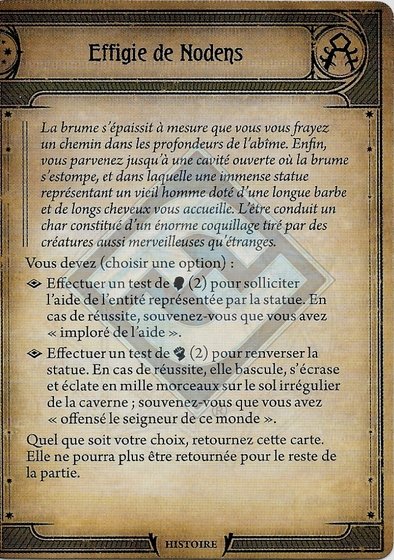 Effigie de Nodens
La brume s'épaissit à mesure que vous vous frayez
un chemin dans les profondeurs de l'abîme. Enfin,
vous parvenez jusqu'à une cavité ouverte où la brume
s'estompe, et dans laquelle une immense statue
représentant un vieil homme doté d'une longue barbe
et de longs cheveux vous accueille. L'être conduit un
char constitué d'un énorme coquillage tiré par des
créatures aussi merveilleuses qu'étranges.
Vous devez (choisir une option) :
Effectuer un test de (2) pour solliciter
l'aide de l'entité représentée par la statue. En
cas de réussite, souvenez-vous que vous avez
« imploré de l'aide ».
Effectuer un test de (2) pour renverser la
statue. En cas de réussite, elle bascule, s'écrase
et éclate en mille morceaux sur le sol irrégulier
de la caverne ; souvenez-vous que vous avez
« offensé le seigneur de ce monde ».
Quel que soit votre choix, retournez cette carte.
Elle ne pourra plus être retournée pour le reste de
la partie.
HISTOIRE